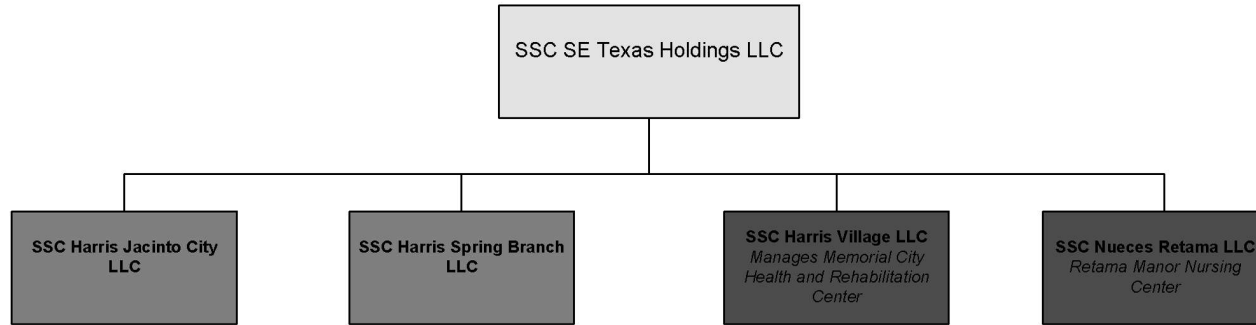 SSC SE Texas Holdings LLC
SSC Harris Jacinto City
LLC
SSC Harris Spring Branch
LLC
SSC Harris Village LLC
Manages Memorial City
Health and Rehabilitation
Center
SSC Nueces Retama LLC
Retama Manor Nursing
Center